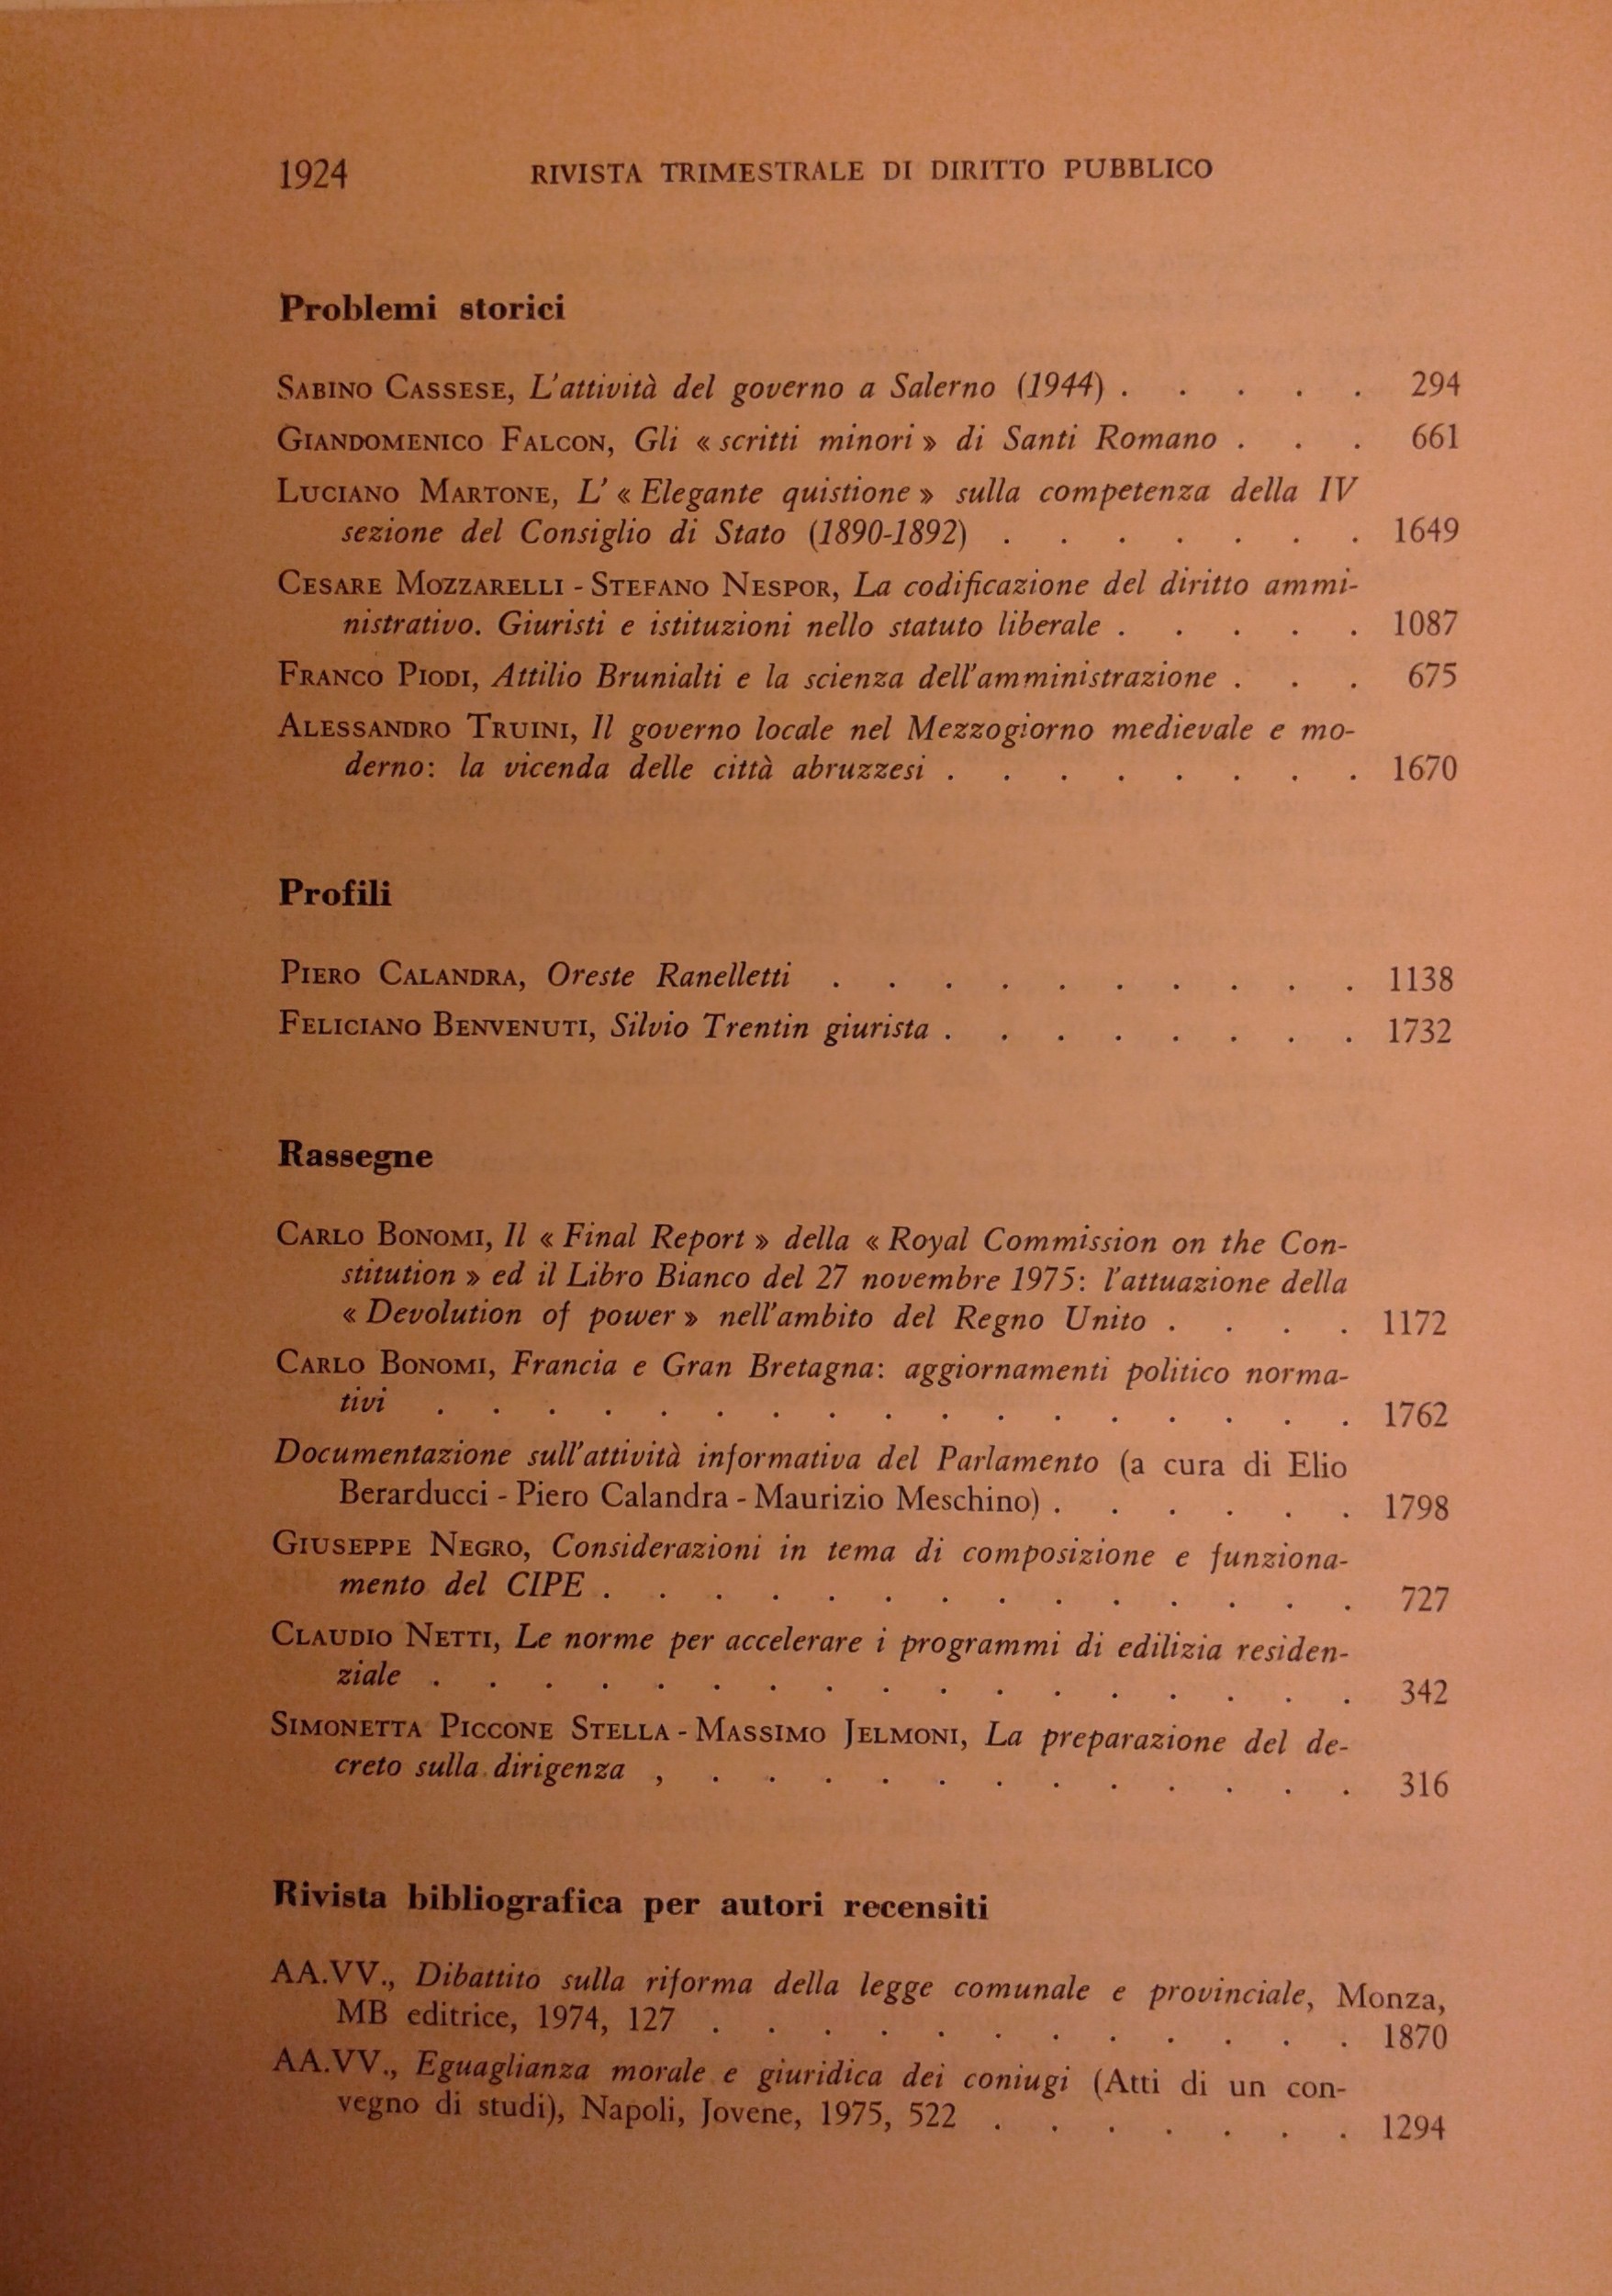 1924 RIVISTA TRIMESTRALE DI DIRITTO PUBBLICO
Problemi storici
SABINO CASSESE, L'attività del governo a Salerno (1944) . . . . . 294
GIANDOMENICO FALCON, Gli « scritti minori » di Santi Romano . . . 661
LUCIANO MARTONE, L' « Elegante quistione » sulla competenza della IV
sezione del Consiglio di Stato (1890-1892) . . . . . . . 1649
CESARE MOZZARELLI - STEFANO NESPOR, La codificazione del diritto ammi-
nistrativo. Giuristi e istituzioni nello statuto liberale . . . . . 1087
FRANCO PIODI, Attilio Brunialti e la scienza dell'amministrazione . . . 675
ALESSANDRO TRUINI, Il governo locale nel Mezzogiorno medievale e mo-
derno: la vicenda delle città abruzzesi . . . . . . . . 1670
Profili
PIERO CALANDRA, Oreste Ranelletti . . . . . . . . . . 1138
FELICIANO BENVENUTI, Silvio Trentin giurista . . . . . . . . 1732
Rassegne
CARLO BONOMI, Il « Final Report » della « Royal Commission on the Con-
stitution » ed il Libro Bianco del 27 novembre 1975: l'attuazione della
« Devolution of power » nell'ambito del Regno Unito . . . . 1172
CARLO BONOMI, Francia e Gran Bretagna: aggiornamenti politico norma-
tivi . . . . . . . . . . . . . . . . . 1762
Documentazione sull'attività informativa del Parlamento (a cura di Elio
Berarducci - Piero Calandra - Maurizio Meschino) . . . . . . 1798
GIUSEPPE NEGRO, Considerazioni in tema di composizione e funziona-
mento del CIPE . . . . . . . . . . . . . . 727
CLAUDIO NETTI, Le norme per accelerare i programmi di edilizia residen-
ziale . . . . . . . . . . . . . . . . . 342
SIMONETTA PICCONE STELLA - MASSIMO JELMONI, La preparazione del de-
creto sulla dirigenza , . . . . . . . . . . . . 316
Rivista bibliografica per autori recensiti
AA.VV., Dibattito sulla riforma della legge comunale e provinciale, Monza,
MB editrice, 1974, 127 . . . . . . . . . . . . 1870
AA.VV., Eguaglianza morale e giuridica dei coniugi (Atti di un con-
vegno di studi), Napoli, Jovene, 1975, 522 . . . . . . . 1294